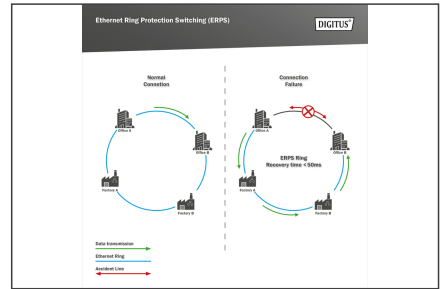 Ethernet Ring Protection Switching (ERPS)
DIGITUS®
Normal
Connetion
Connection
Failure
Office A
Office B
Factory A
Factory B
Office A
Office B
ERPS Ring
Recovery time <50ms
Factory A
Factory B
Data transmission
Ethernet Ring
Accident Line